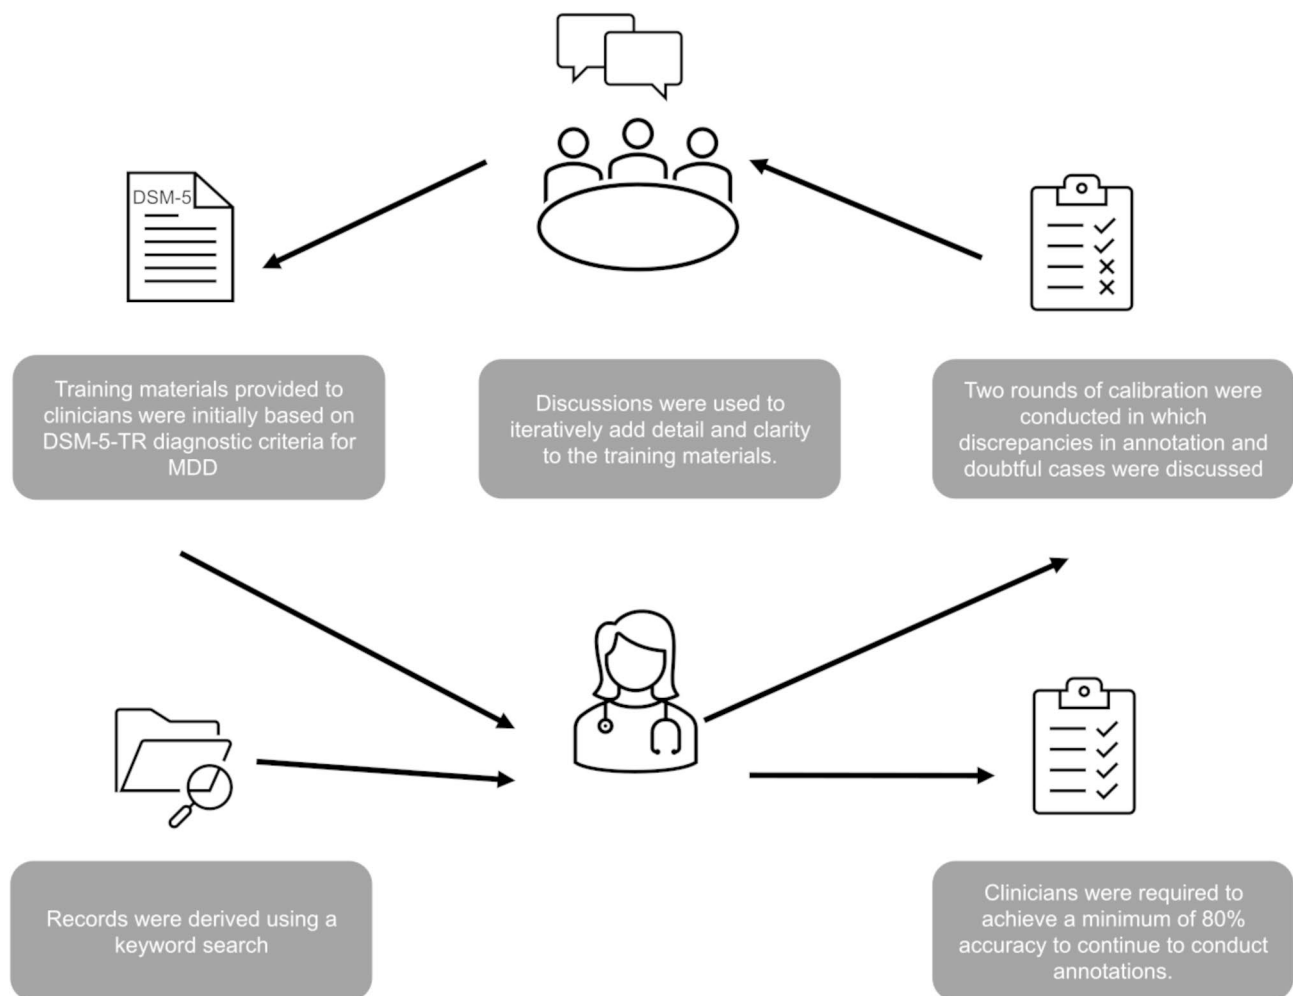 DSM-5
Training materials provided to
clinicians were initially based on
DSM-5-TR diagnostic criteria for
MDD
Discussions were used to
iteratively add detail and clarity
to the training materials.
Two rounds of calibration were
conducted in which
discrepancies in annotation and
doubtful cases were discussed
Records were derived using a
keyword search
Clinicians were required to
achieve a minimum of 80%
accuracy to continue to conduct
annotations.